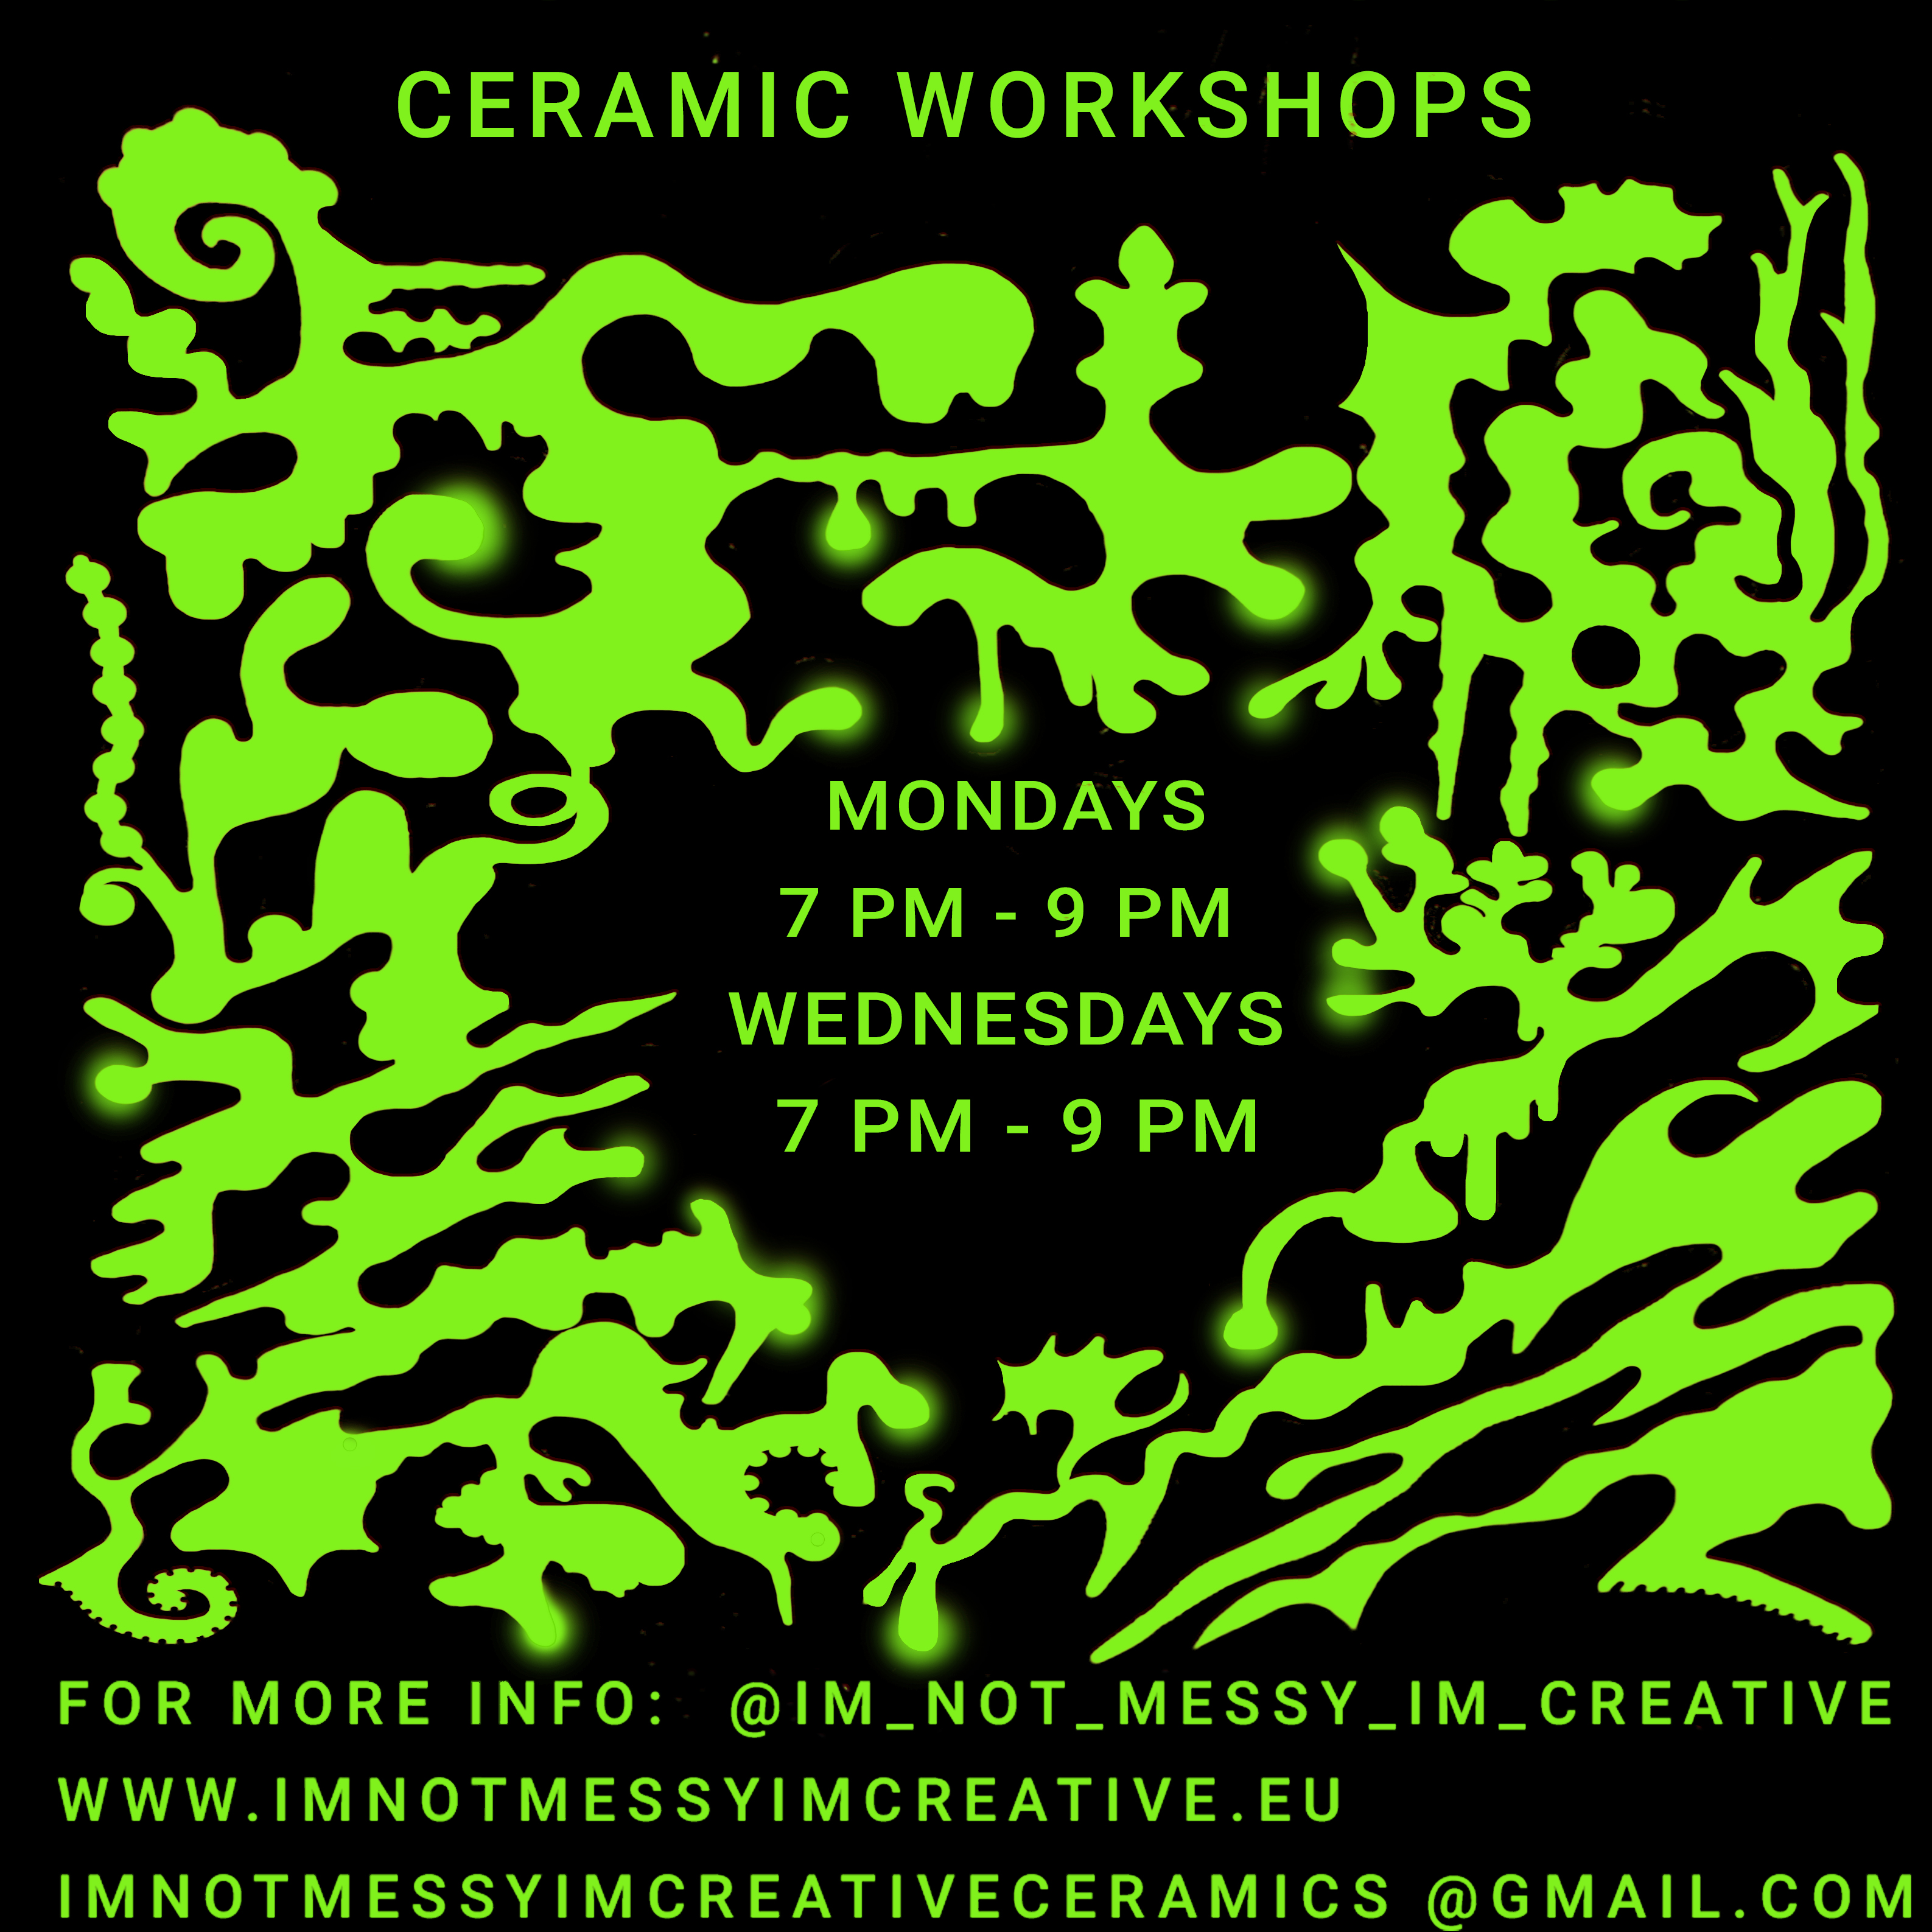 CERAMIC WORKSHOPS
MONDAYS
7 PM - 9 PM
WEDNESDAYS
7 PM - 9 PM
FOR MORE INFO: @IM_NOT_MESSY_IM_CREATIVE
WWW.IMNOTMESSYIMCREATIVE.EU
IMNOTMESSYIMCREATIVECERAMICS @GMAIL.COM